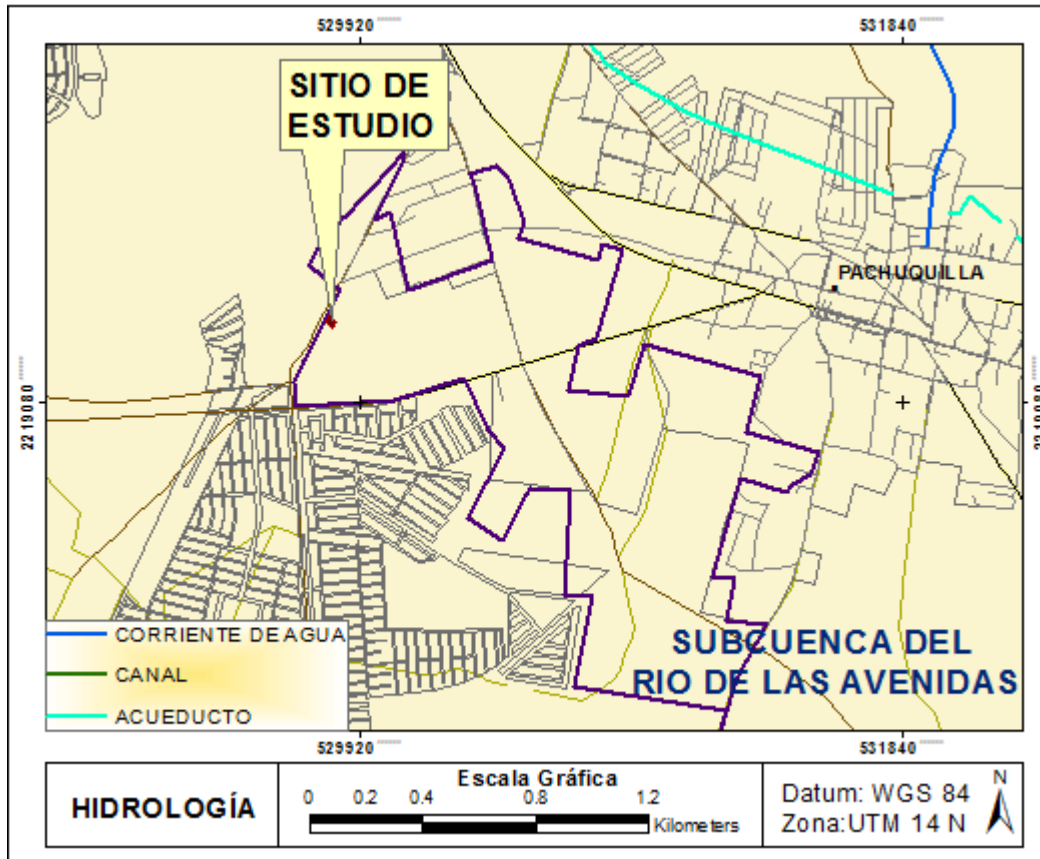 529920
531840
SITIO DE
ESTUDIO
PACHUQUILLA
2219080
2219080
SUBCUENCA DEL
RIO DE LAS AVENIDAS
CORRIENTE DE AGUA
CANAL
ACUEDUCTO
529920
531840
HIDROLOGÍA
Escala Gráfica
0 0.2 0.4 0.8 1.2
Kilometers
Datum: WGS 84
Zona:UTM 14 N
N